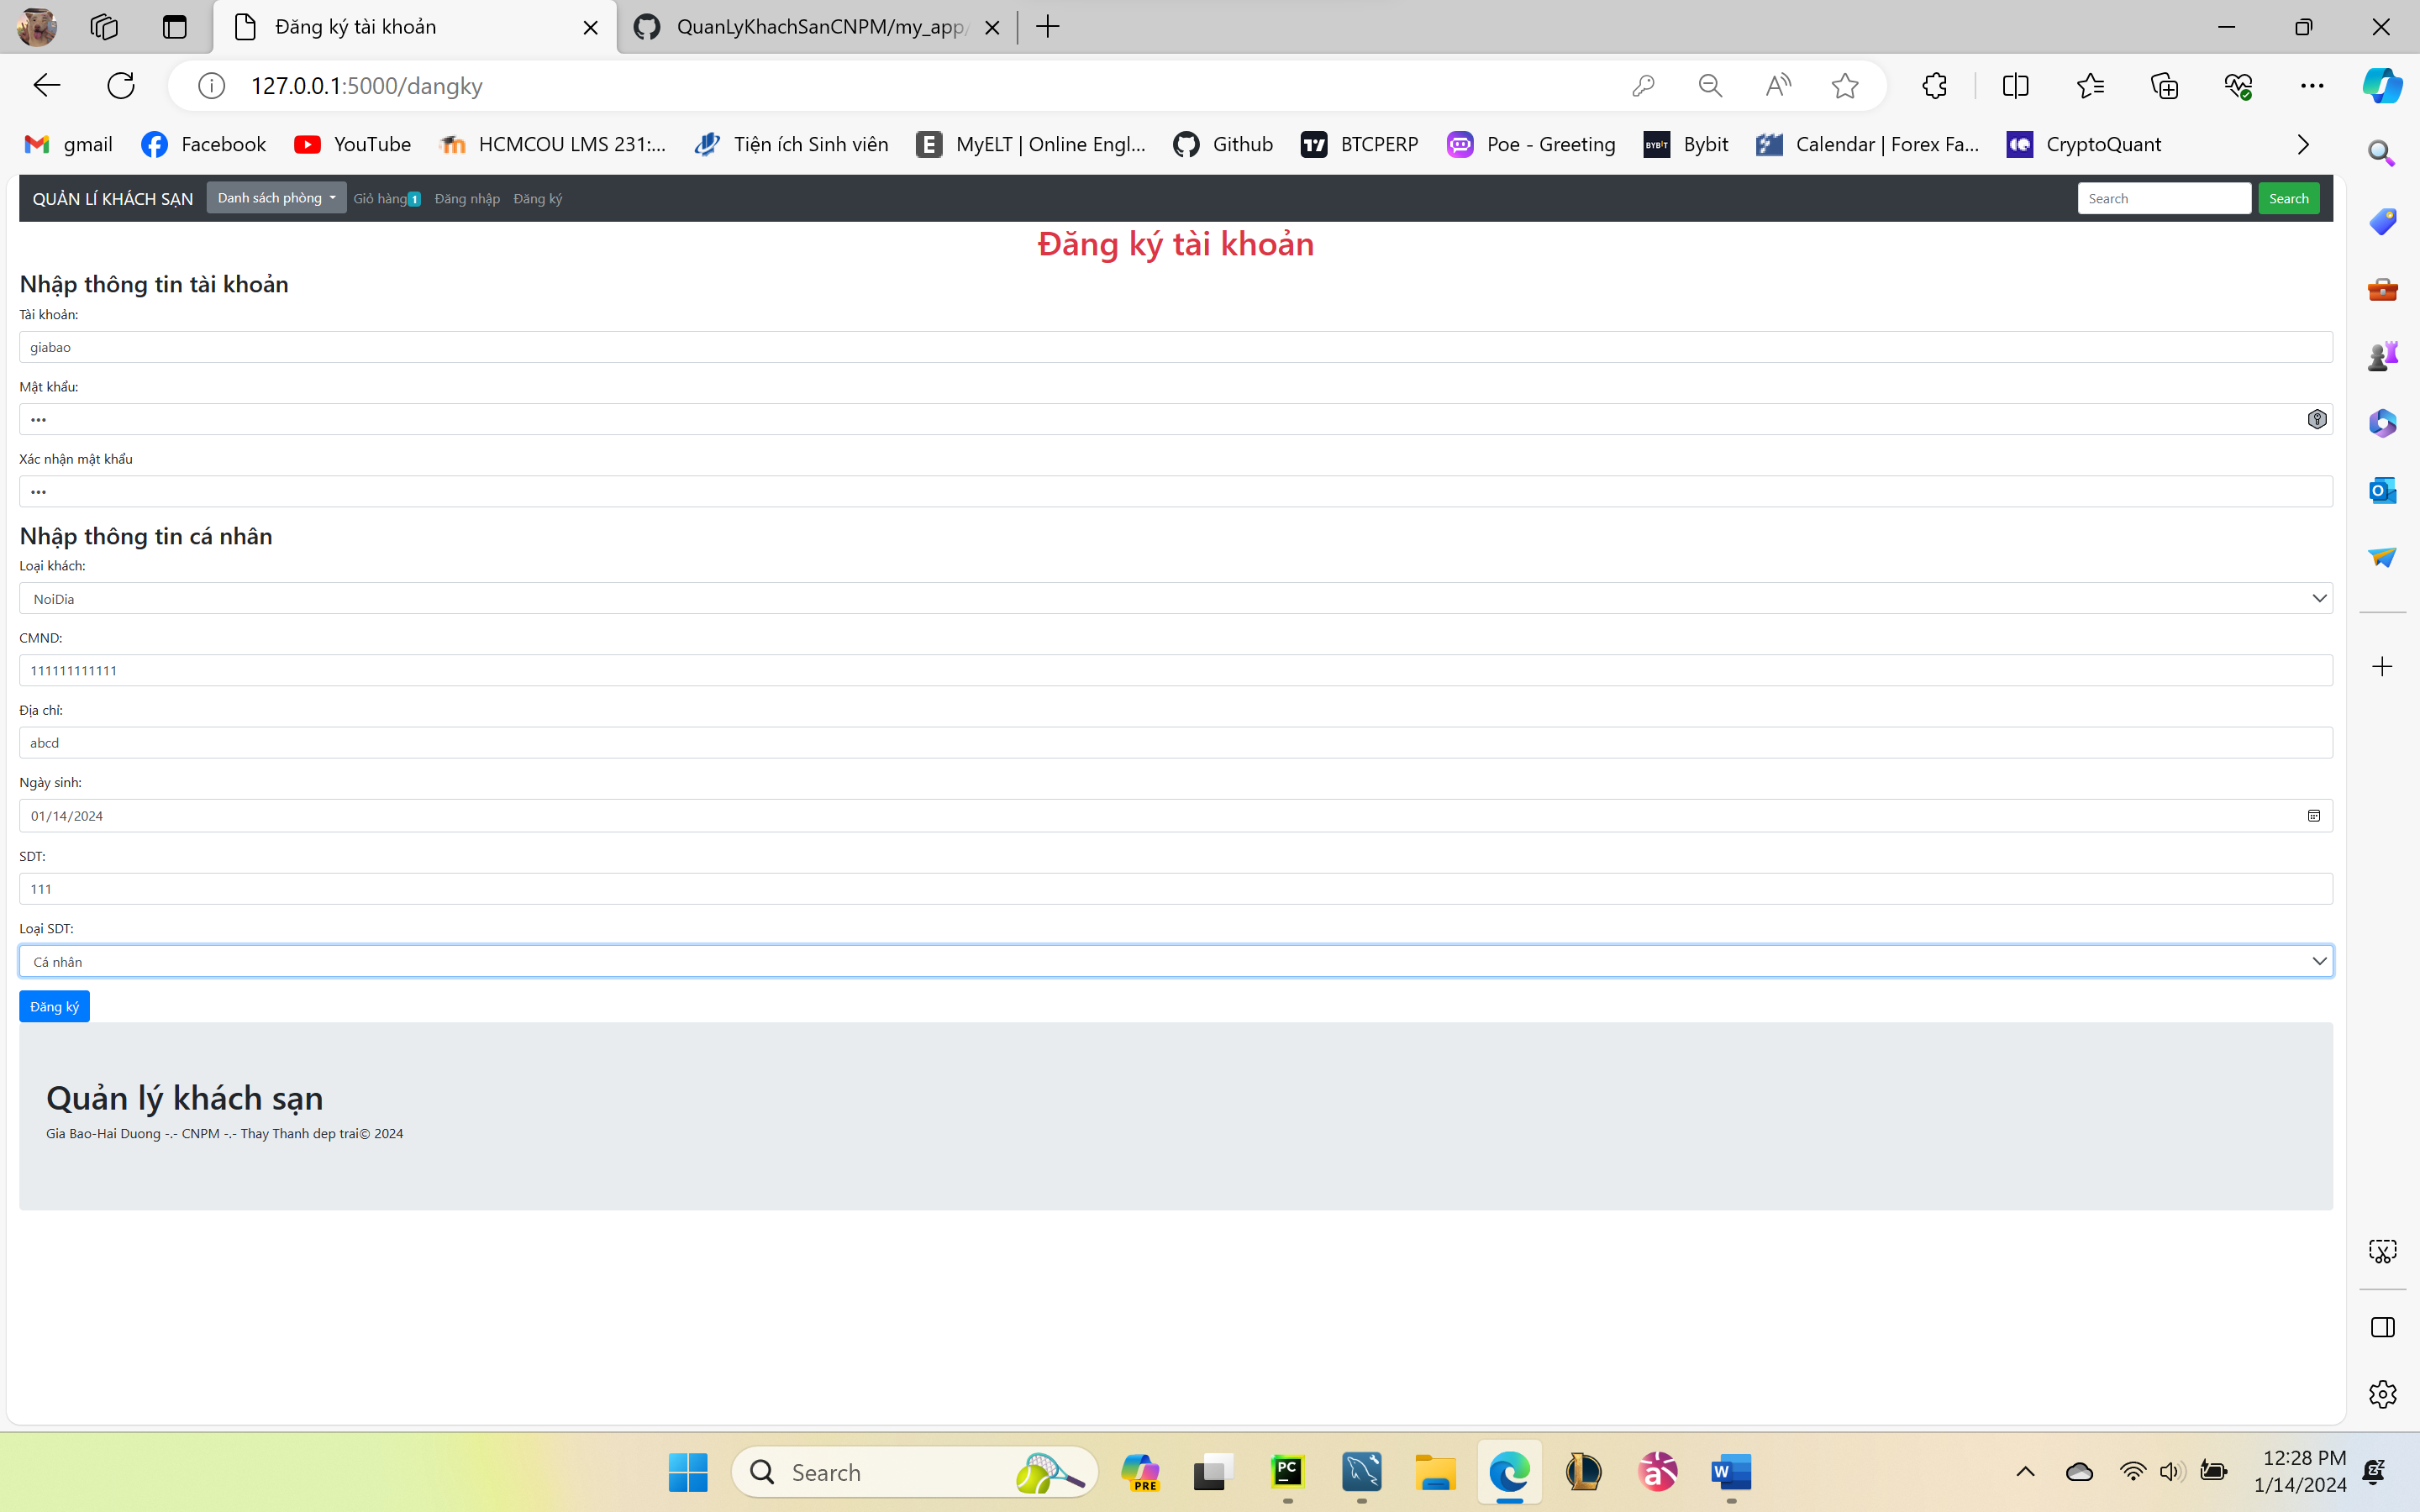 Đăng ký tài khoản
QuanLyKhachSanCNPM/my_app/
127.0.0.1:5000/dangky
gmail
Facebook
YouTube
HCMCOU LMS 231:...
Tiện ích Sinh viên
E
MyELT | Online Engl...
Github
BTCPERP
Poe - Greeting
BYBIT
Bybit
Calendar | Forex Fa...
CryptoQuant
QUẢN LÍ KHÁCH SẠN
Danh sách phòng
Giỏ hàng 1
Đăng nhập
Đăng ký
Search
Search
Đăng ký tài khoản
Nhập thông tin tài khoản
Tài khoản:
giabao
Mật khẩu:
•••
Xác nhận mật khẩu
•••
Nhập thông tin cá nhân
Loại khách:
NoiDia
CMND:
111111111111
Địa chỉ:
abcd
Ngày sinh:
01/14/2024
SDT:
111
Loại SDT:
Cá nhân
Đăng ký
Quản lý khách sạn
Gia Bao-Hai Duong -.- CNPM -.- Thay Thanh dep trai© 2024
Search
PRE
PC
W
12:28 PM
1/14/2024